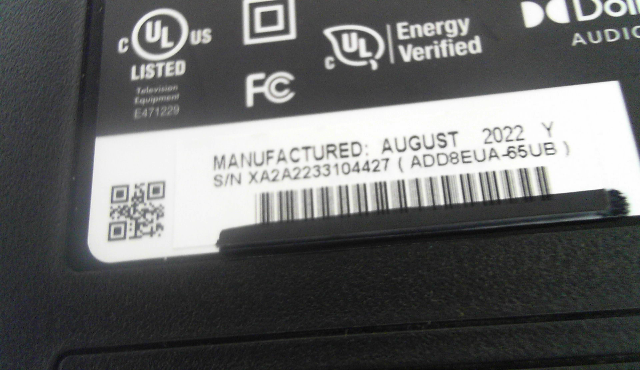 C UL US
LISTED
Television
Equipment
E471229
FC
C UL
Energy
Verified
AUDIO
MANUFACTURED: AUGUST 2022 Y
S/N XA2A2233104427 ( ADD8EUA-65UB )